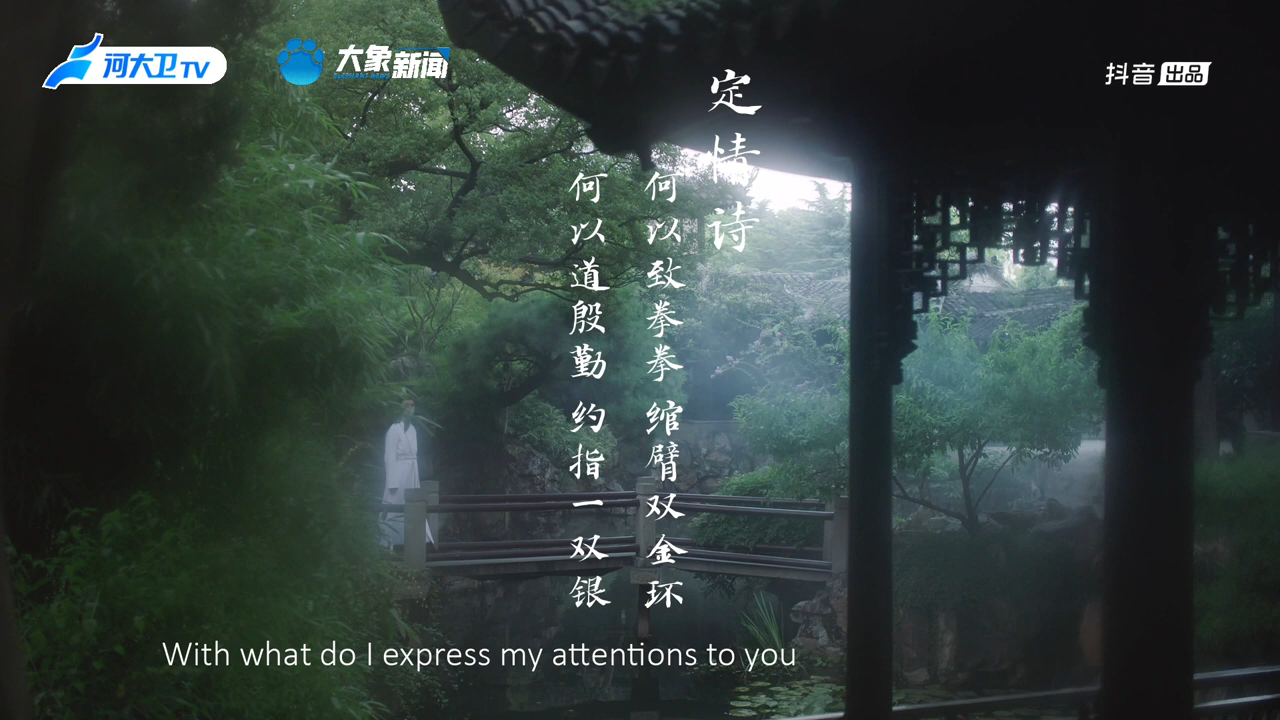 河大卫TV
大象新闻
ELEPHANT NEWS
抖音出品
定情诗
何以致拳拳 绾臂双金环
何以道殷勤 约指一双银
With what do I express my attentions to you